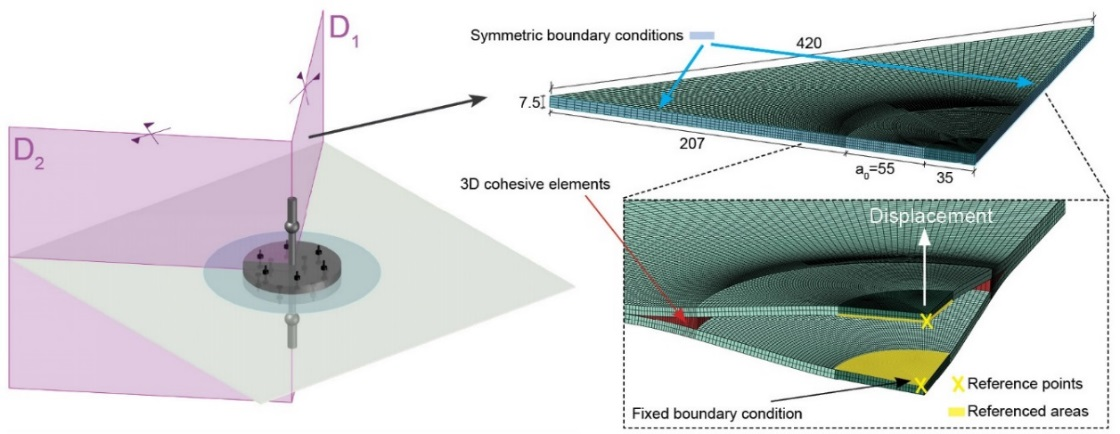 D1
D2
Symmetric boundary conditions
420
7.5
207
a0=55
35
3D cohesive elements
Displacement
X Reference points
Referenced areas
Fixed boundary condition